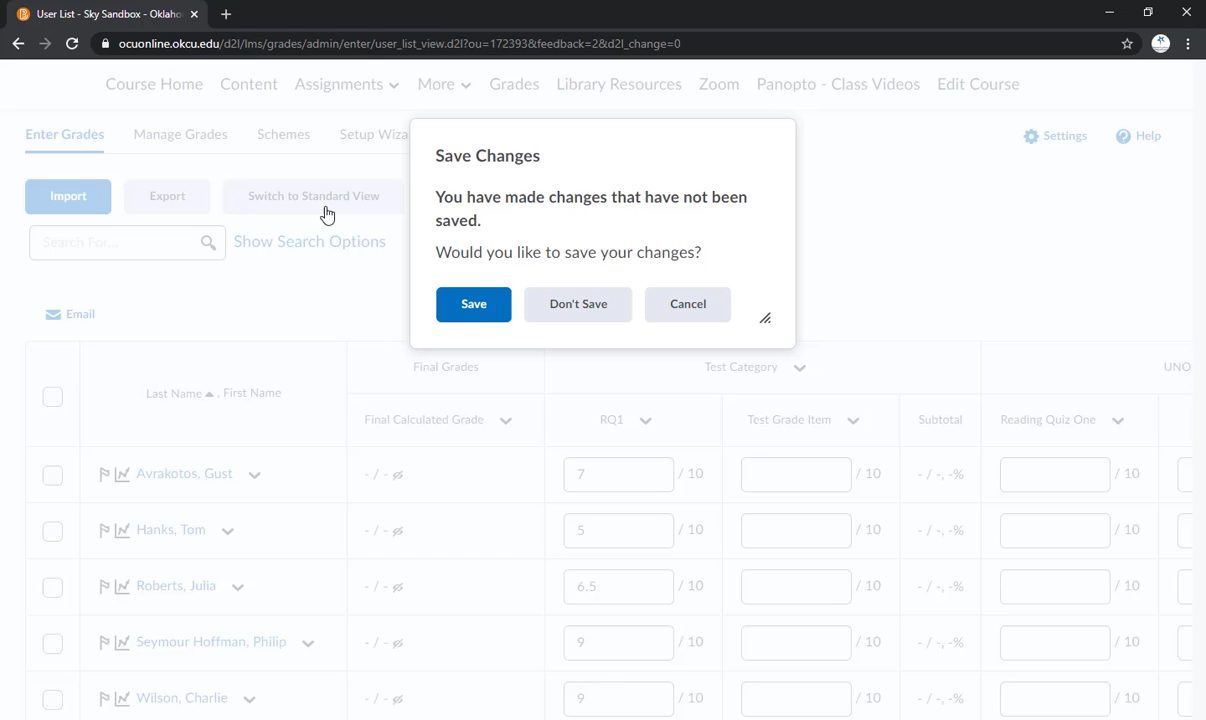 User List - Sky Sandbox - Oklaho
ocuonline.okcu.edu/d2l/lms/grades/admin/enter/user_list_view.d2l?ou=172393&feedback=2&d2l_change=0
Course Home Content Assignments More Grades Library Resources Zoom Panopto - Class Videos Edit Course
Enter Grades Manage Grades Schemes Setup Wiza Settings Help
Import Export Switch to Standard View
Search For... Show Search Options
Save Changes
You have made changes that have not been
saved.
Would you like to save your changes?
Save Don't Save Cancel
Email
Final Grades Test Category UNO
Last Name , First Name
Final Calculated Grade RQ1 Test Grade Item Subtotal Reading Quiz One
Avrakotos, Gust - / - 7 / 10 / 10 - / -, -% / 10
Hanks, Tom - / - 5 / 10 / 10 - / -, -% / 10
Roberts, Julia - / - 6.5 / 10 / 10 - / -, -% / 10
Seymour Hoffman, Philip - / - 9 / 10 / 10 - / -, -% / 10
Wilson, Charlie - / - 9 / 10 / 10 - / -, -% / 10